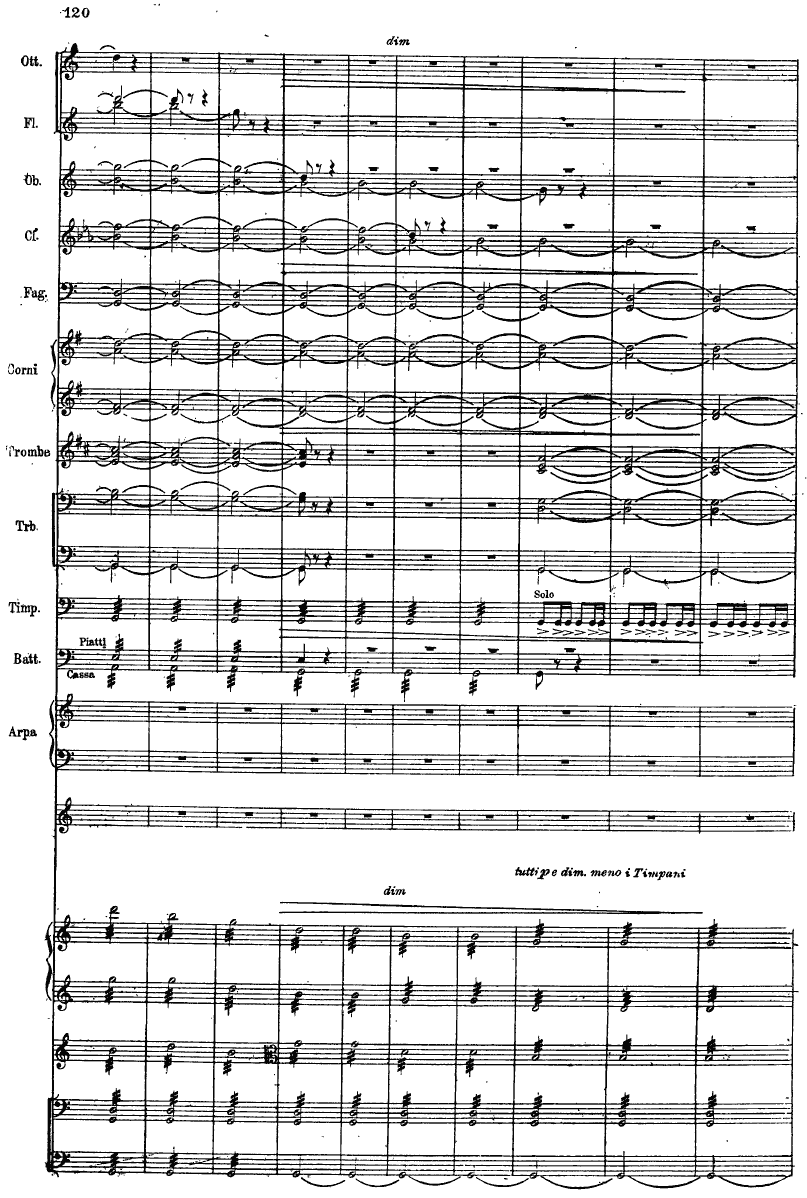 120
dim
Ott.
Fl.
Ob.
Cl.
Fag.
Corni
Trombe
Trb.
Solo
Timp.
Piatti
Batt.
Cassa
Arpa
tutti p e dim. meno i Timpani
dim